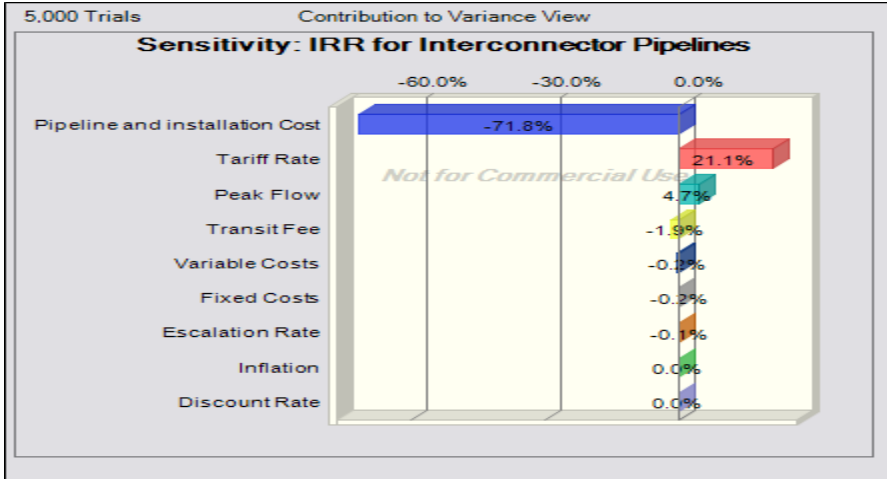 5,000 Trials Contribution to Variance View
Sensitivity: IRR for Interconnector Pipelines
-60.0% -30.0% 0.0%
Pipeline and installation Cost -71.8%
Tariff Rate 21.1%
Not for Commercial Use
Peak Flow 4.7%
Transit Fee -1.9%
Variable Costs -0.2%
Fixed Costs -0.2%
Escalation Rate -0.1%
Inflation 0.0%
Discount Rate 0.0%